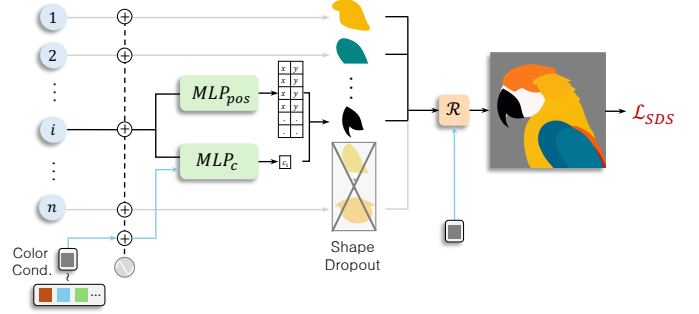 1
2
i
n
MLP_pos
MLP_c
x y
x y
x y
x y
. .
. .
c_i
R
L_SDS
Shape
Dropout
Color
Cond.
...